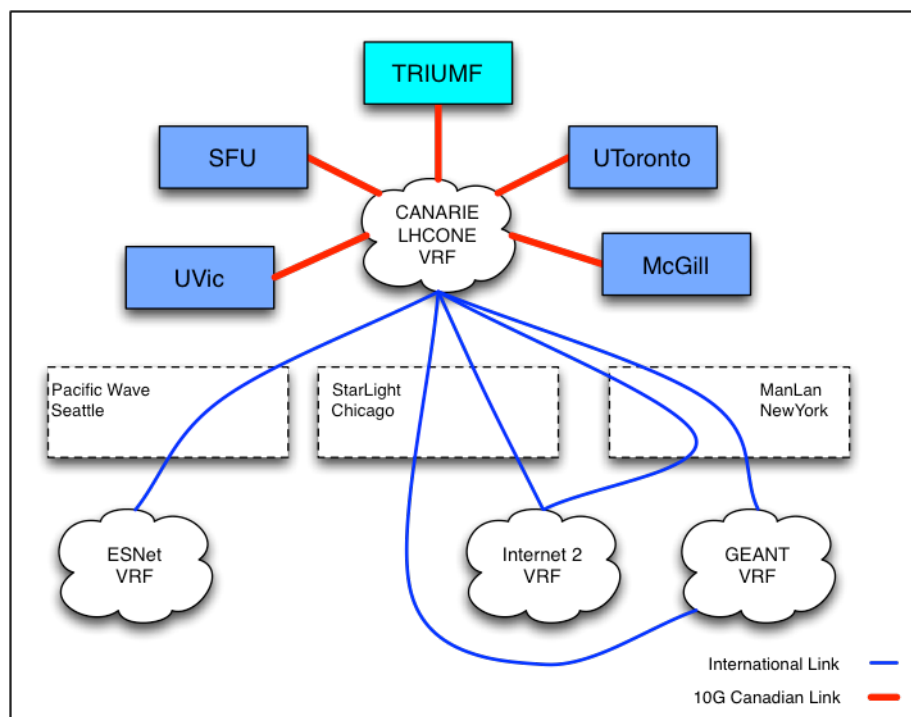 TRIUMF
SFU
UToronto
CANARIE
LHCONE
VRF
UVic
McGill
Pacific Wave
Seattle
StarLight
Chicago
ManLan
NewYork
ESNet
VRF
Internet 2
VRF
GEANT
VRF
International Link
10G Canadian Link